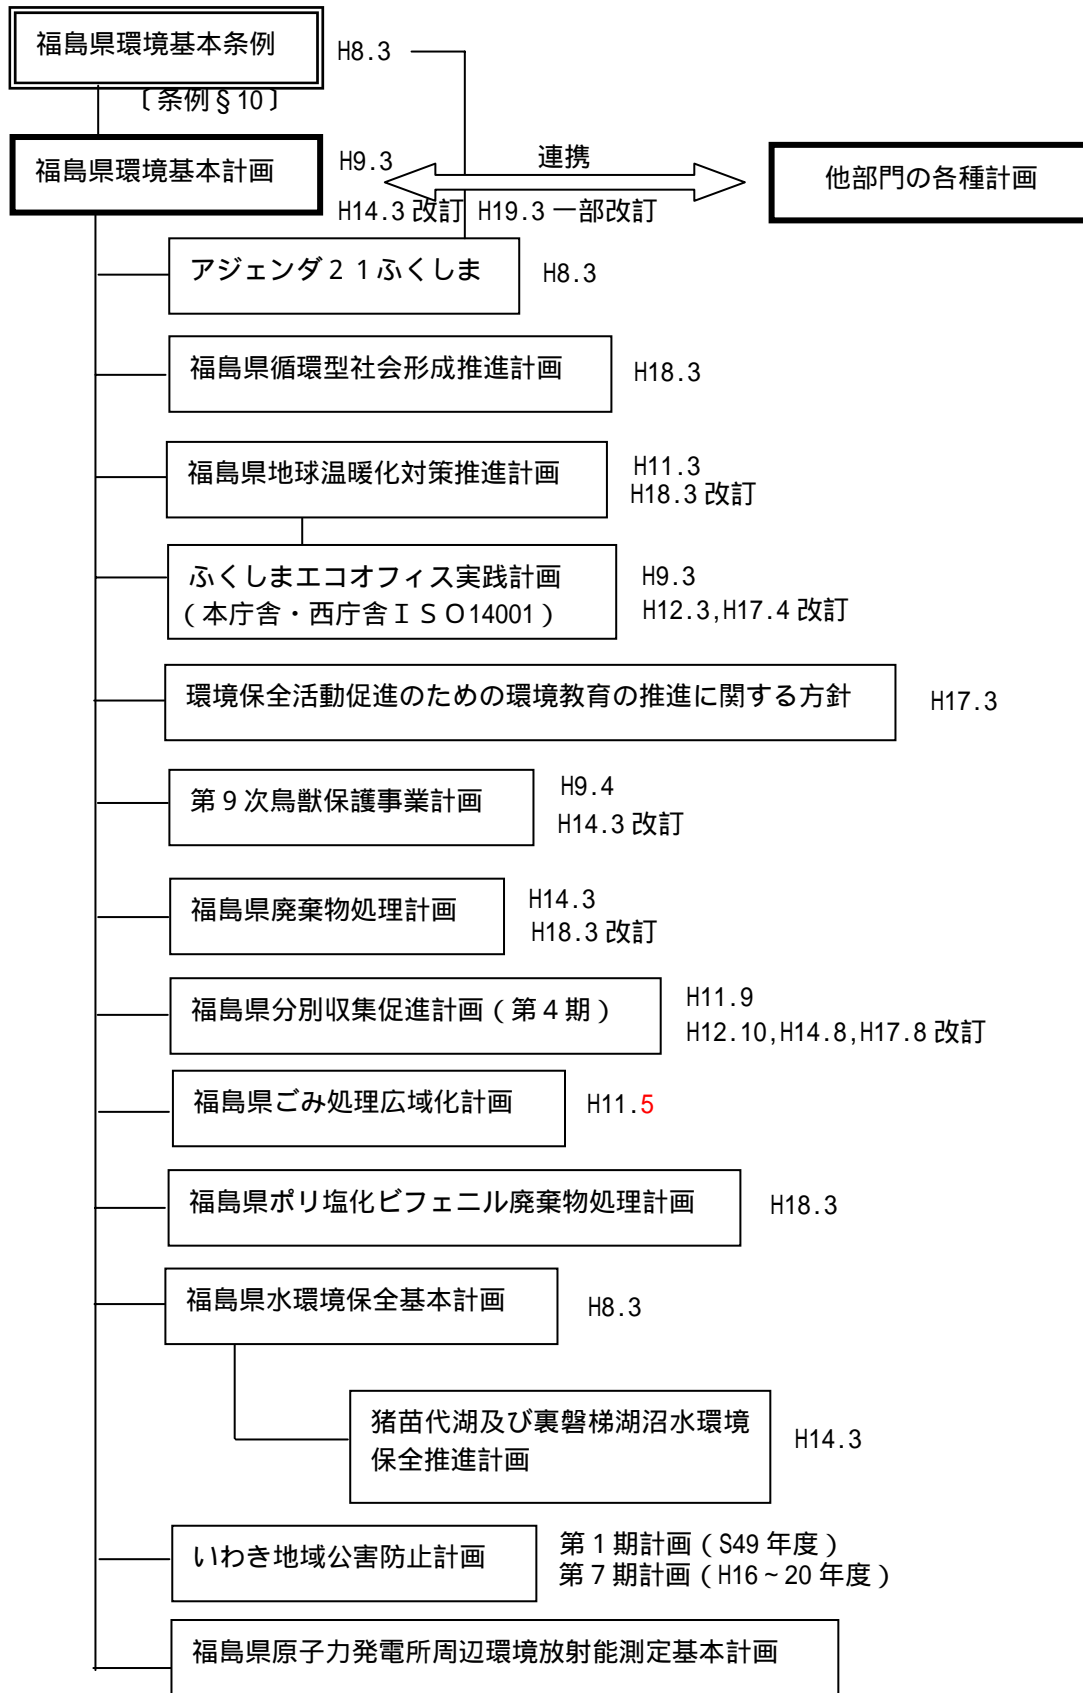 福島県環境基本条例 H8.3
〔条例§10〕
福島県環境基本計画 H9.3
連携
他部門の各種計画
H14.3改訂 H19.3一部改訂
アジェンダ21ふくしま H8.3
福島県循環型社会形成推進計画 H18.3
福島県地球温暖化対策推進計画 H11.3
H18.3改訂
ふくしまエコオフィス実践計画 H9.3
（本庁舎・西庁舎ＩＳＯ14001） H12.3,H17.4改訂
環境保全活動促進のための環境教育の推進に関する方針 H17.3
第9次鳥獣保護事業計画 H9.4
H14.3改訂
福島県廃棄物処理計画 H14.3
H18.3改訂
福島県分別収集促進計画（第4期） H11.9
H12.10,H14.8,H17.8改訂
福島県ごみ処理広域化計画 H11.5
福島県ポリ塩化ビフェニル廃棄物処理計画 H18.3
福島県水環境保全基本計画 H8.3
猪苗代湖及び裏磐梯湖沼水環境
保全推進計画 H14.3
いわき地域公害防止計画 第1期計画（S49年度）
第7期計画（H16~20年度）
福島県原子力発電所周辺環境放射能測定基本計画